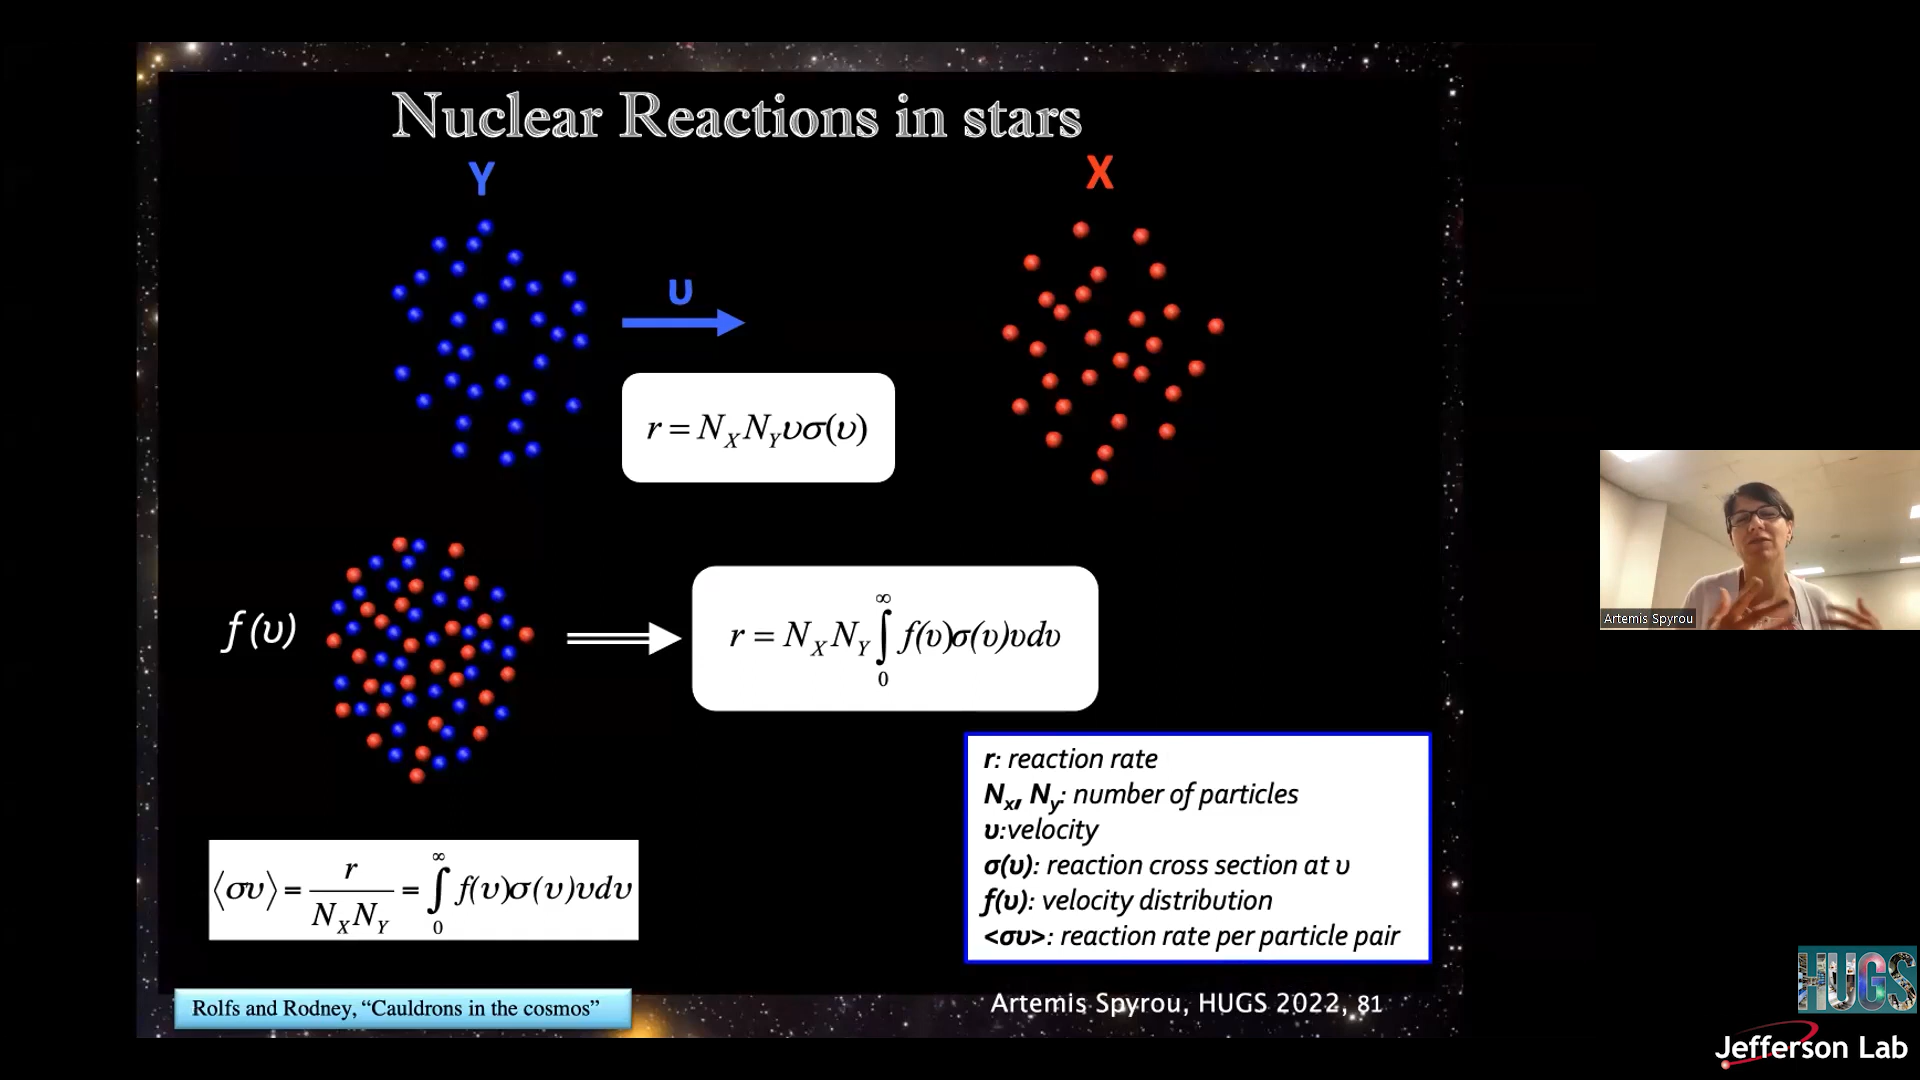 Nuclear Reactions in stars
Y
X
υ
r = N_X N_Y υσ(υ)
f(υ)
r = N_X N_Y ∫_0^∞ f(υ)σ(υ)υdυ
r: reaction rate
N_x, N_y: number of particles
υ:velocity
σ(υ): reaction cross section at υ
f(υ): velocity distribution
<συ>: reaction rate per particle pair
⟨συ⟩ = r / N_X N_Y = ∫_0^∞ f(υ)σ(υ)υdυ
Rolfs and Rodney, “Cauldrons in the cosmos”
Artemis Spyrou, HUGS 2022, 81
Artemis Spyrou
HUGS
Jefferson Lab